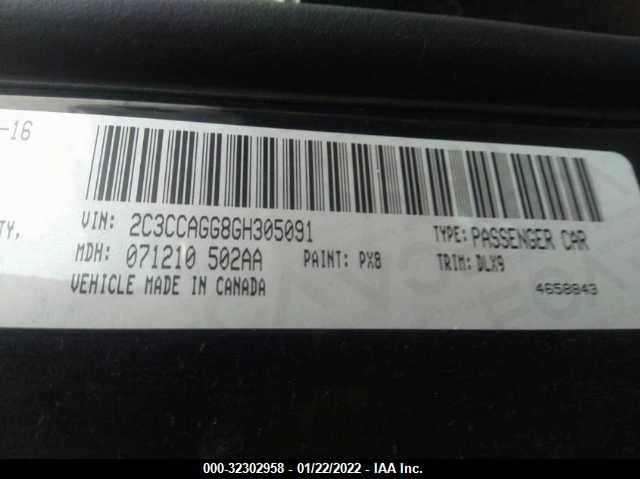 -16
TY,
VIN: 2C3CCAGG8GH305091 TYPE: PASSENGER CAR
MDH: 071210 502AA PAINT: PX8 TRIM: DLX9
VEHICLE MADE IN CANADA 4658843
000-32302958 - 01/22/2022 - IAA Inc.